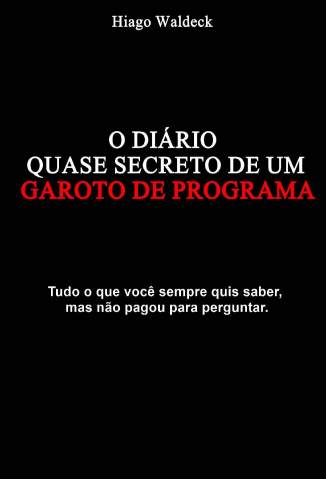 Hiago Waldeck
O DIÁRIO
QUASE SECRETO DE UM
GAROTO DE PROGRAMA
Tudo o que você sempre quis saber,
mas não pagou para perguntar.